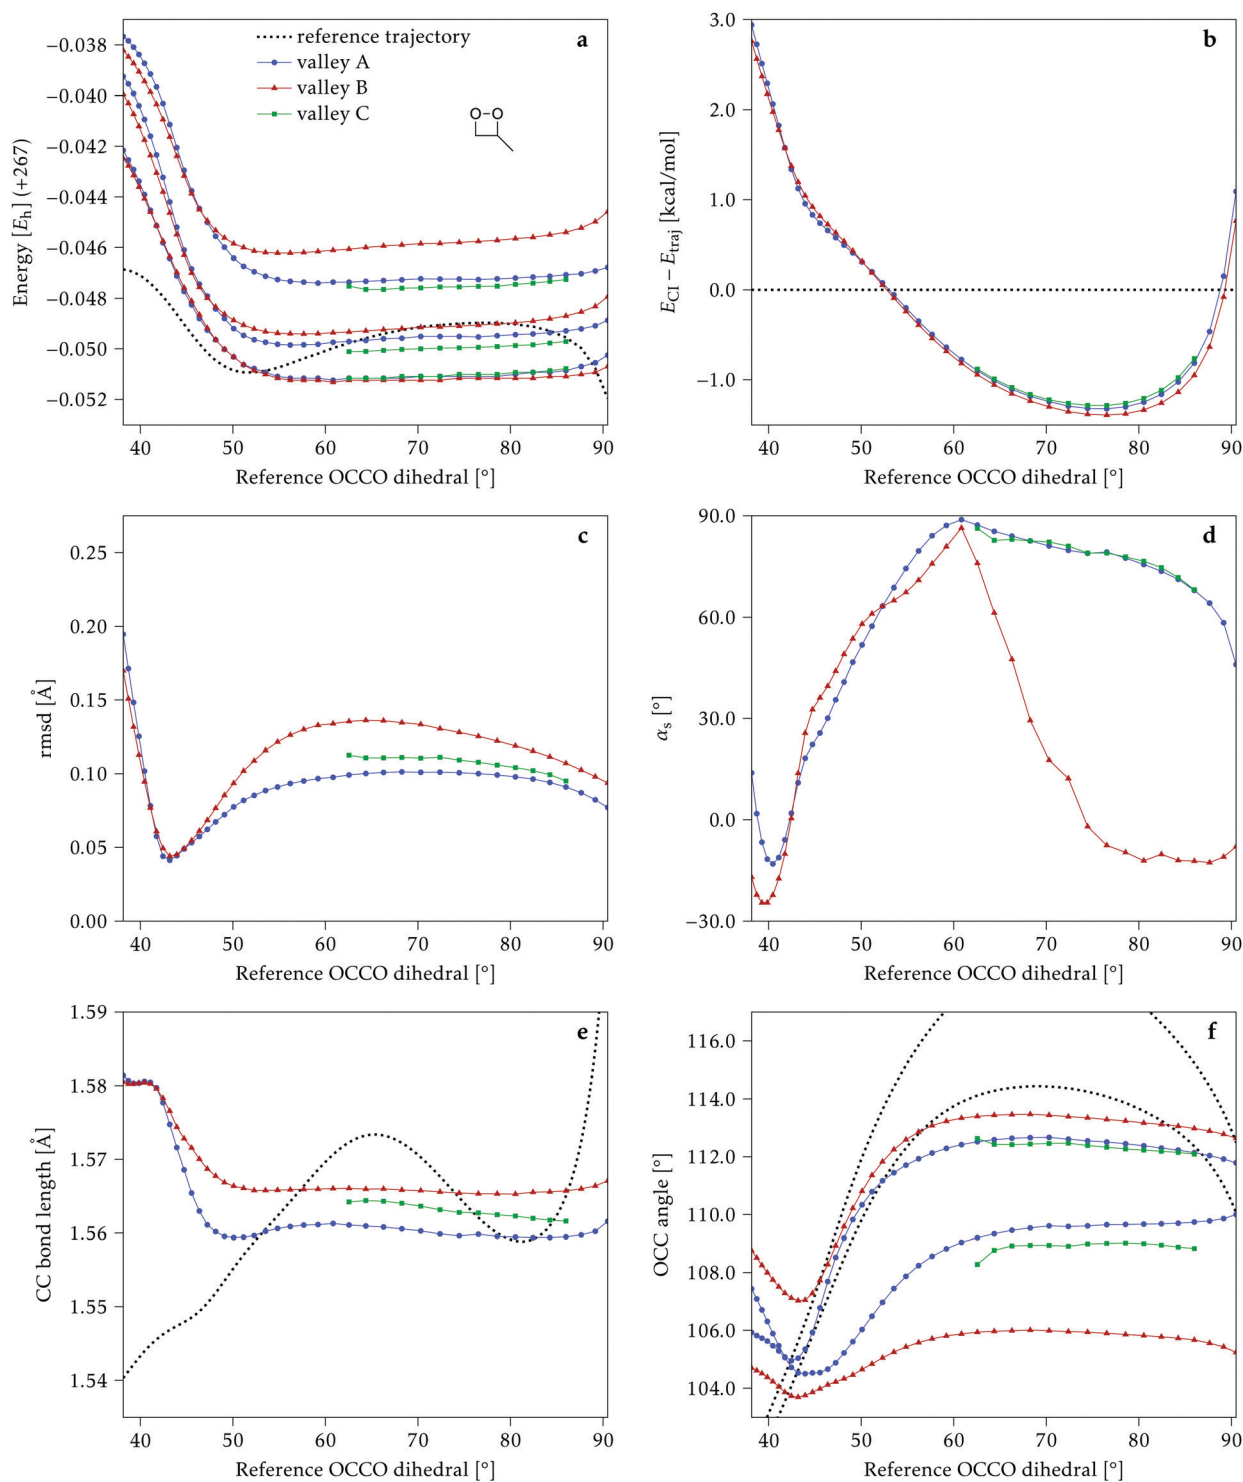 a
reference trajectory
valley A
valley B
valley C
O-O
−0.038
−0.040
−0.042
−0.044
−0.046
−0.048
−0.050
−0.052
Energy [Eh] (+267)
40 50 60 70 80 90
Reference OCCO dihedral [°]
b
3.0
2.0
1.0
0.0
−1.0
ECI − Etraj [kcal/mol]
40 50 60 70 80 90
Reference OCCO dihedral [°]
c
0.25
0.20
0.15
0.10
0.05
0.00
rmsd [Å]
40 50 60 70 80 90
Reference OCCO dihedral [°]
d
90.0
60.0
30.0
0.0
−30.0
αs [°]
40 50 60 70 80 90
Reference OCCO dihedral [°]
e
1.59
1.58
1.57
1.56
1.55
1.54
CC bond length [Å]
40 50 60 70 80 90
Reference OCCO dihedral [°]
f
116.0
114.0
112.0
110.0
108.0
106.0
104.0
OCC angle [°]
40 50 60 70 80 90
Reference OCCO dihedral [°]